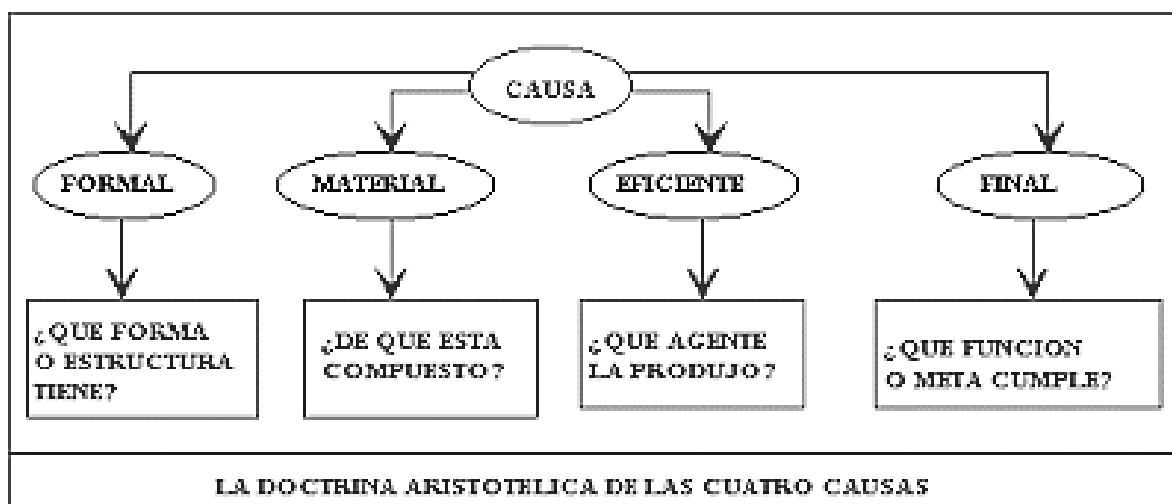 CAUSA
FORMAL
MATERIAL
EFICIENTE
FINAL
¿QUE FORMA
O ESTRUCTURA
TIENE?
¿DE QUE ESTA
COMPUESTO?
¿QUE AGENTE
LA PRODUJO?
¿QUE FUNCION
O META CUMPLE?
LA DOCTRINA ARISTOTELICA DE LAS CUATRO CAUSAS